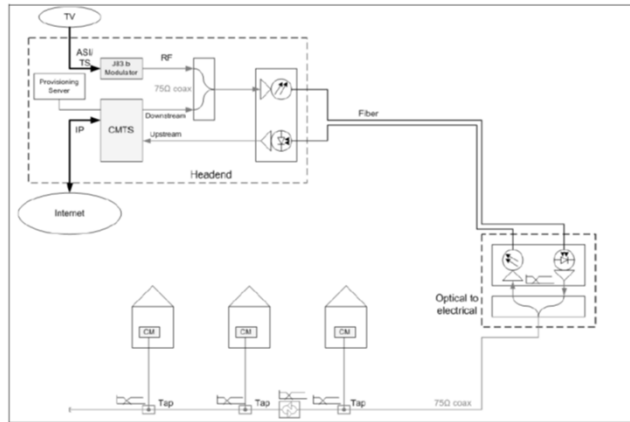 TV
ASI/
TS
J83.b
Modulator
RF
Provisioning
Server
75Ω coax
Downstream
Fiber
IP
CMTS
Upstream
Headend
Internet
Optical to
electrical
CM
CM
CM
Tap
Tap
Tap
75Ω coax